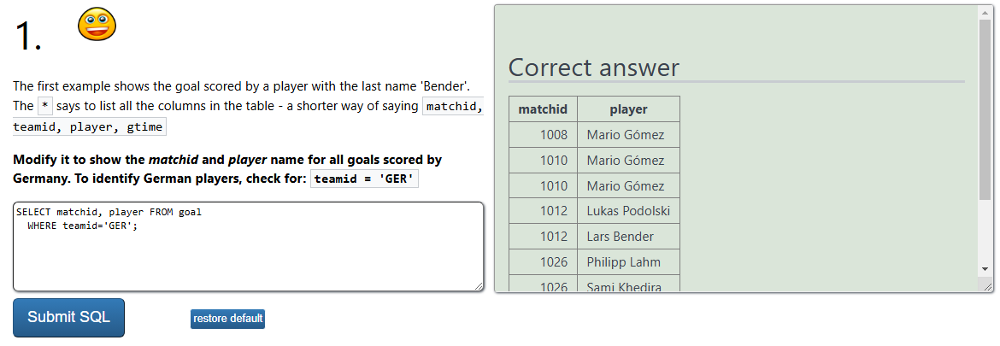 1.
The first example shows the goal scored by a player with the last name 'Bender'.
The * says to list all the columns in the table - a shorter way of saying matchid,
teamid, player, gtime
Modify it to show the matchid and player name for all goals scored by
Germany. To identify German players, check for: teamid = 'GER'
SELECT matchid, player FROM goal
WHERE teamid='GER';
Submit SQL
restore default
Correct answer
matchid player
1008 Mario Gómez
1010 Mario Gómez
1010 Mario Gómez
1012 Lukas Podolski
1012 Lars Bender
1026 Philipp Lahm
1026 Sami Khedira